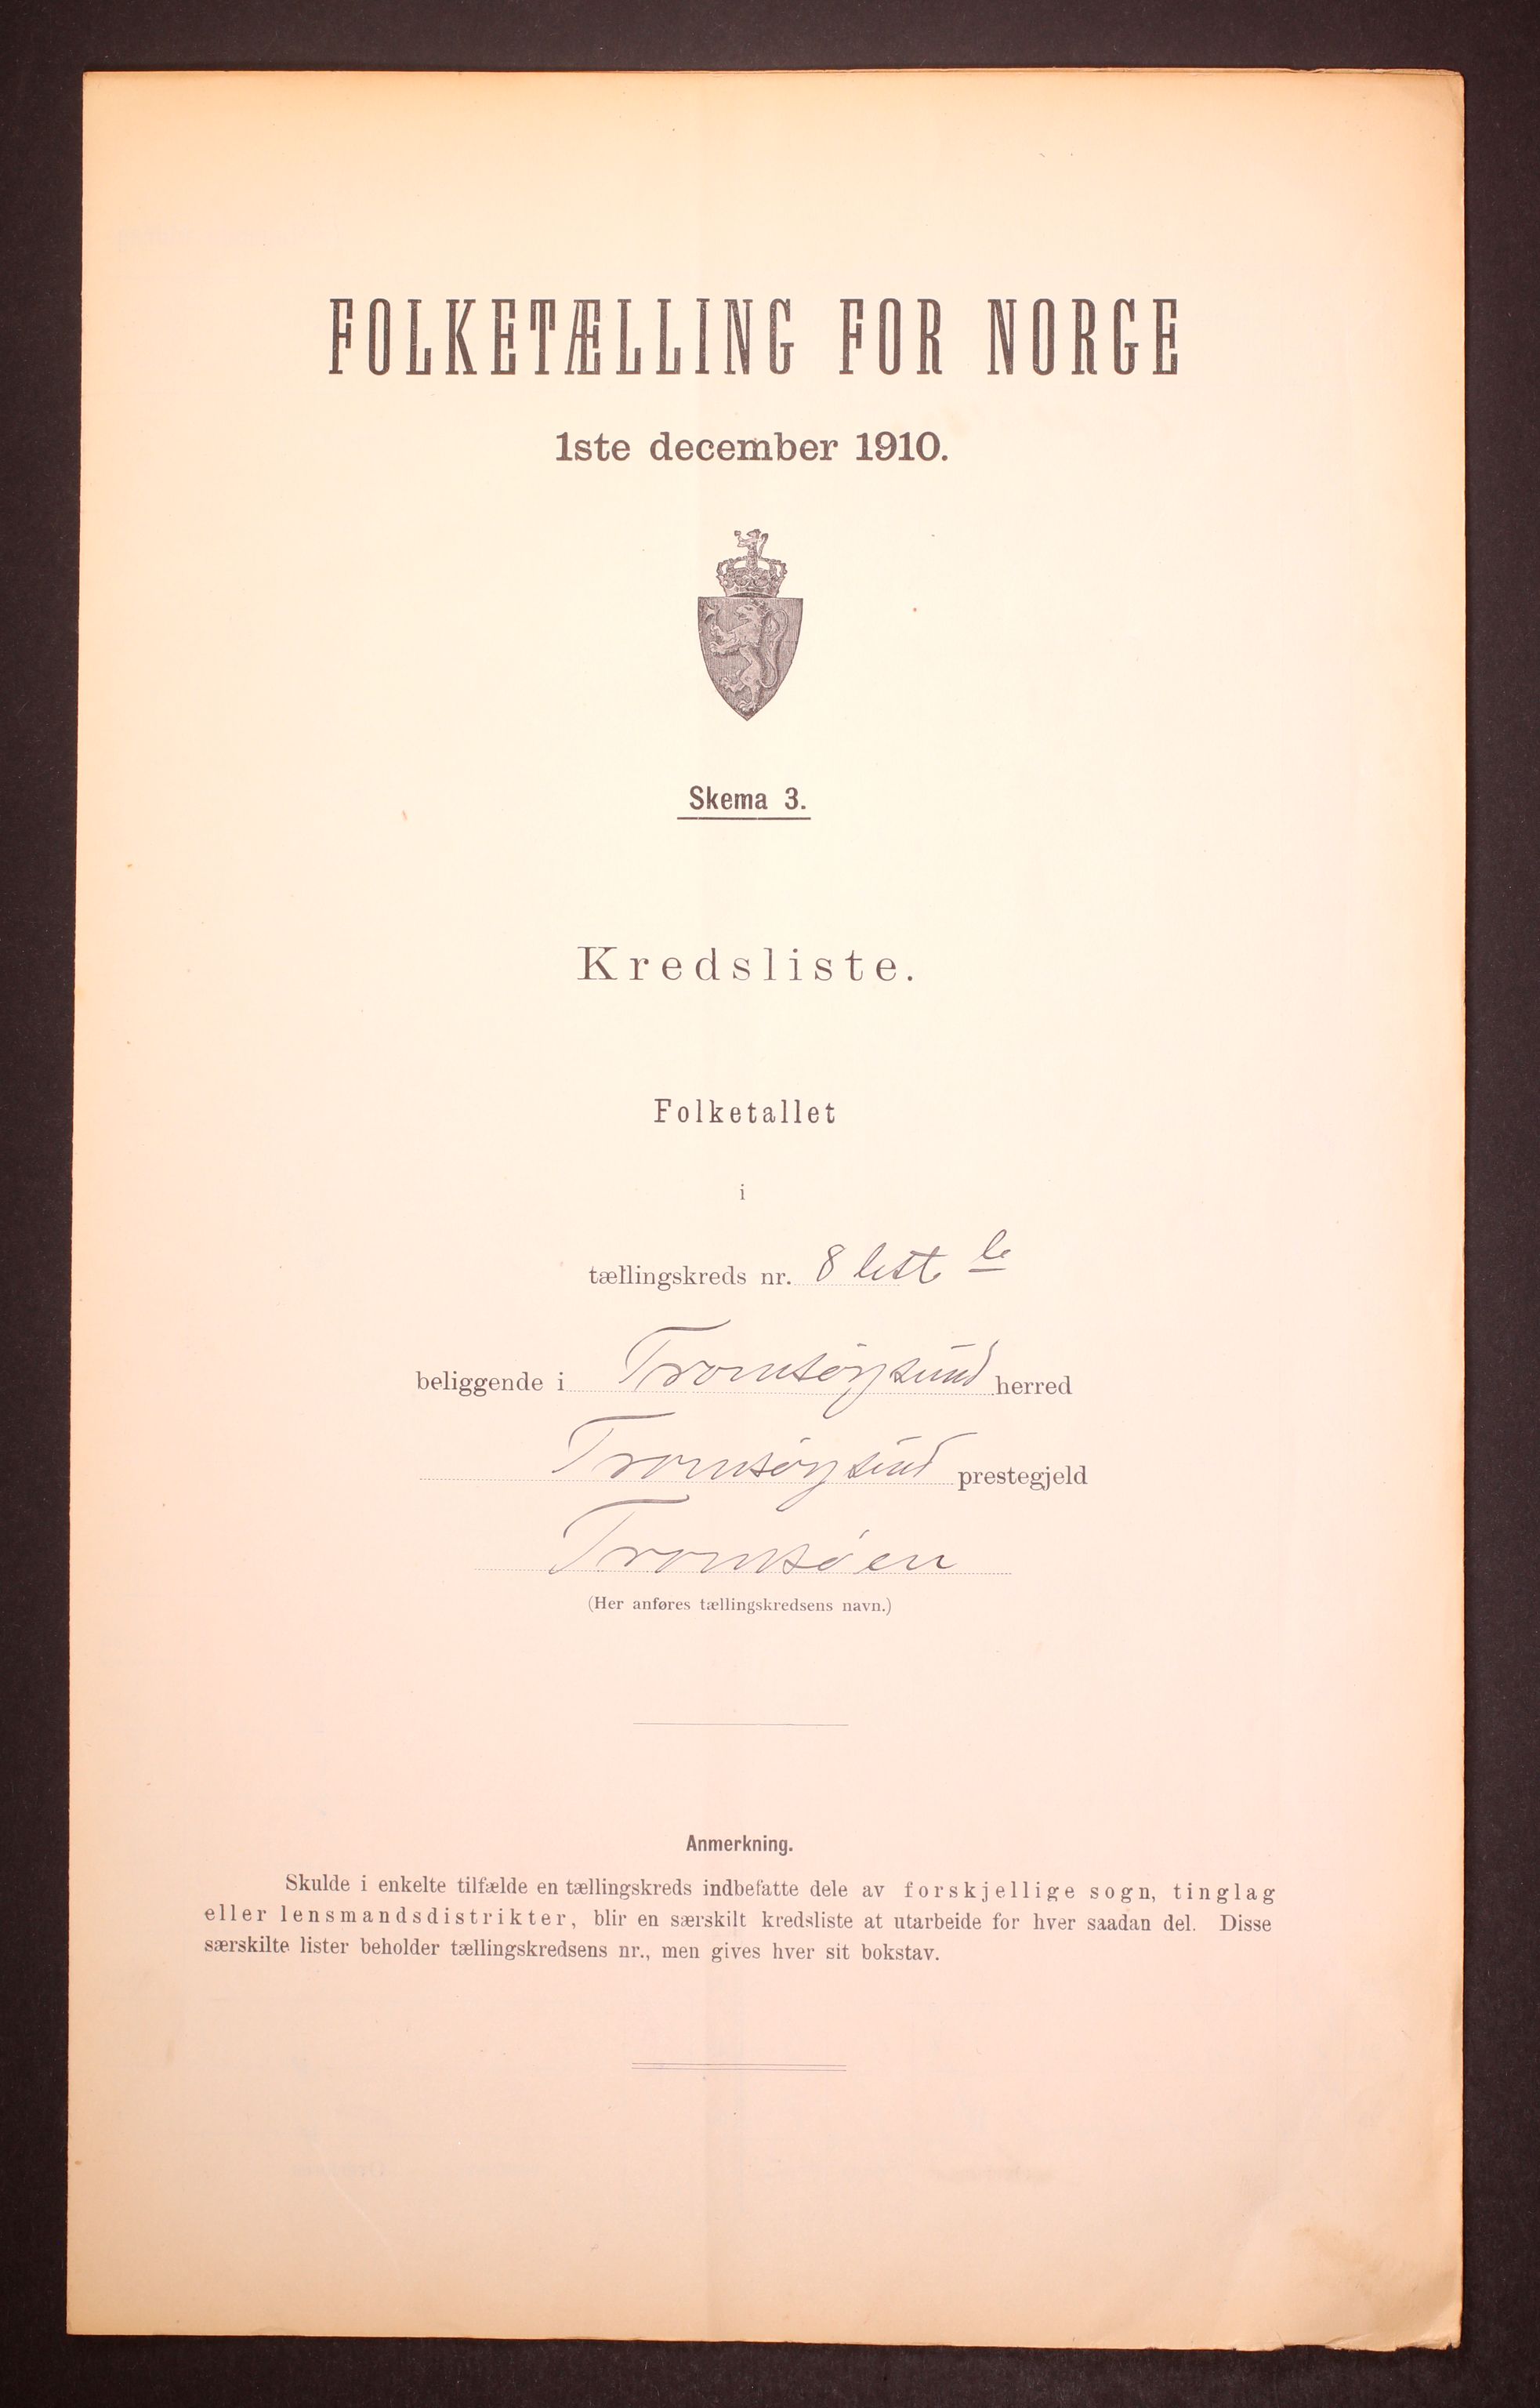 FOLKETÆLLING FOR NORGE
1ste december 1910.
Skema 3.
Kredsliste.
Folketallet
i
tællingskreds nr. 8
beliggende i Tromsøysund herred
Tromsøysund prestegjeld
Tromsøen
(Her anføres tællingskredsens navn.)
Anmerkning.
Skulde i enkelte tilfælde en tællingskreds indbefatte dele av forskjellige sogn, tinglag
eller lensmandsdistrikter, blir en særskilt kredsliste at utarbeide for hver saadan del. Disse
særskilte lister beholder tællingskredsens nr., men gives hver sit bokstav.